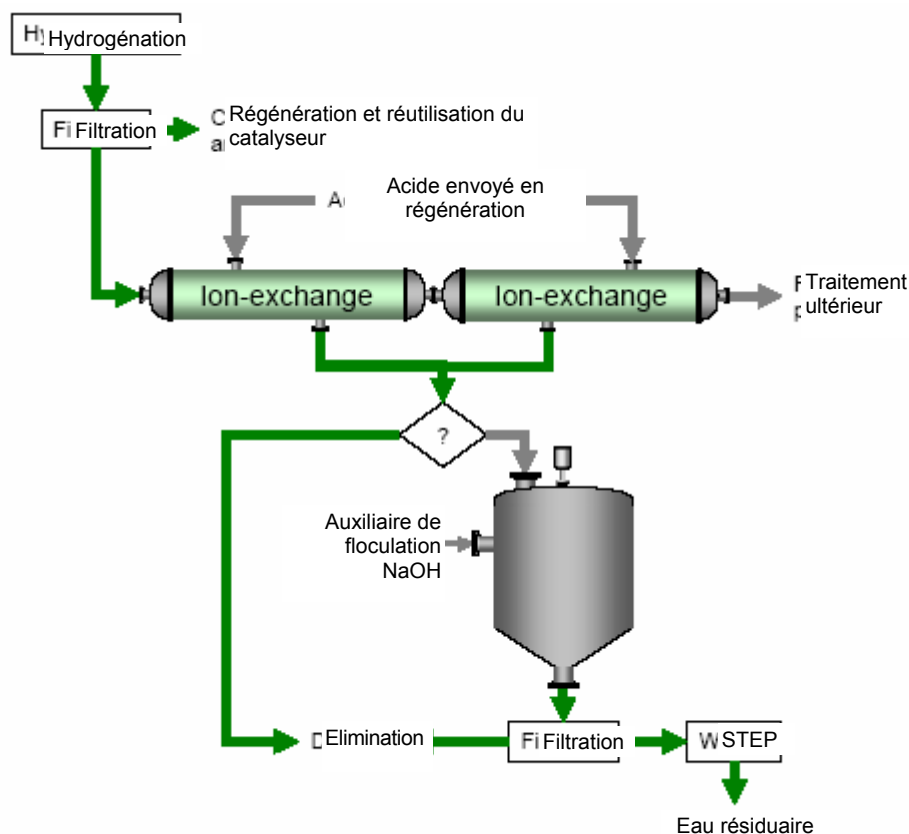 Hydrogénation
Filtration
Régénération et réutilisation du
catalyseur
Acide envoyé en
régénération
Ion-exchange
Ion-exchange
Traitement
ultérieur
?
Auxiliaire de
floculation
NaOH
Elimination
Filtration
STEP
Eau résiduaire